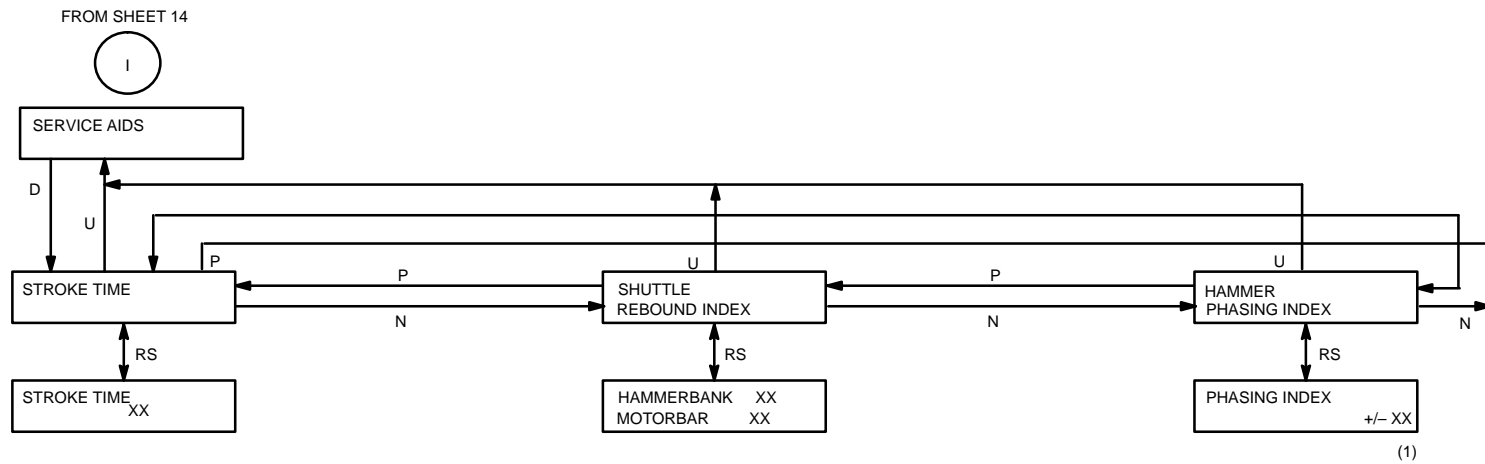 FROM SHEET 14
I
SERVICE AIDS
D
U
P
STROKE TIME
P
N
U
SHUTTLE
REBOUND INDEX
P
N
U
HAMMER
PHASING INDEX
N
RS
RS
RS
STROKE TIME
XX
HAMMERBANK XX
MOTORBAR XX
PHASING INDEX
+/– XX
(1)